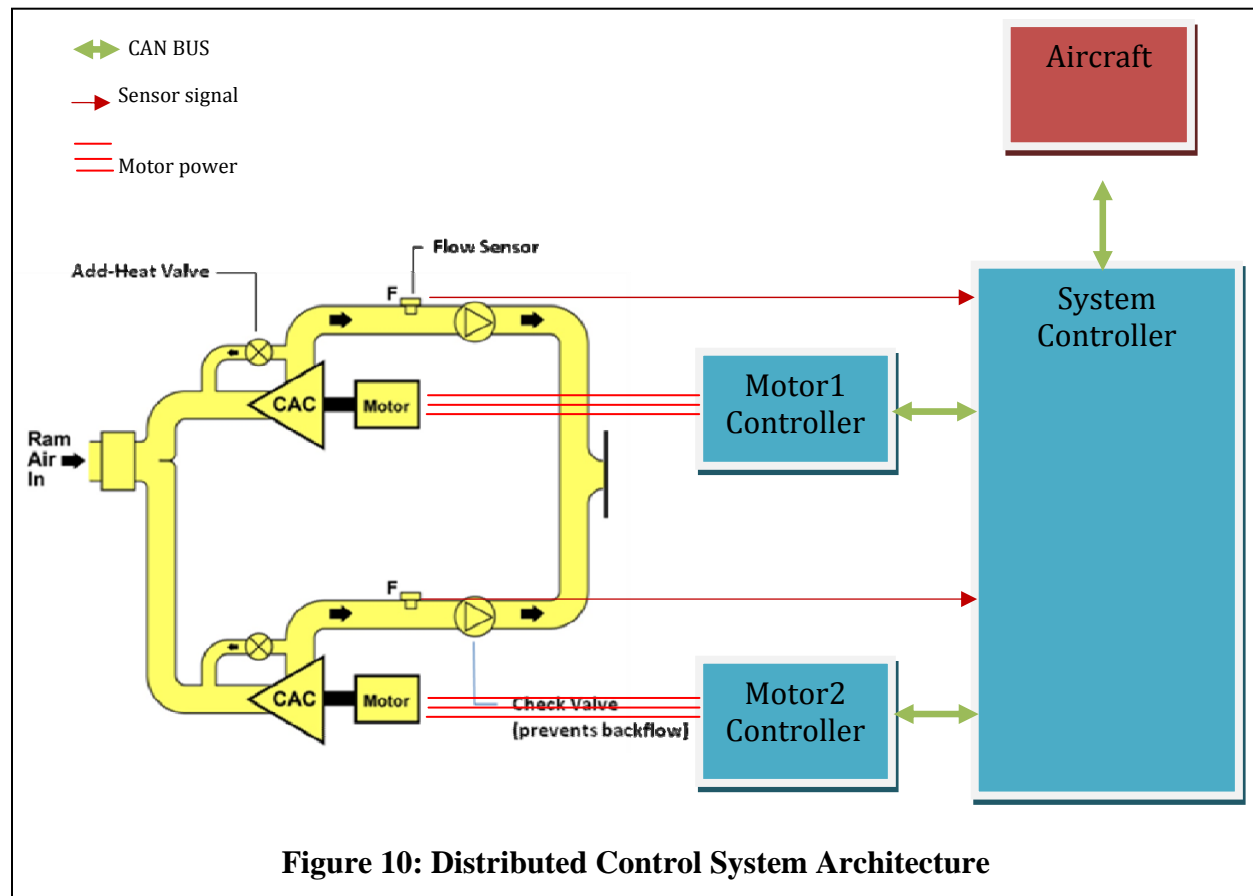 CAN BUS
Sensor signal
Motor power
Aircraft
Flow Sensor
Add-Heat Valve
F
System
Controller
CAC
Motor
Motor1
Controller
Ram
Air
In
F
CAC
Motor
Motor2
Controller
Check Valve
(prevents backflow)
Figure 10: Distributed Control System Architecture